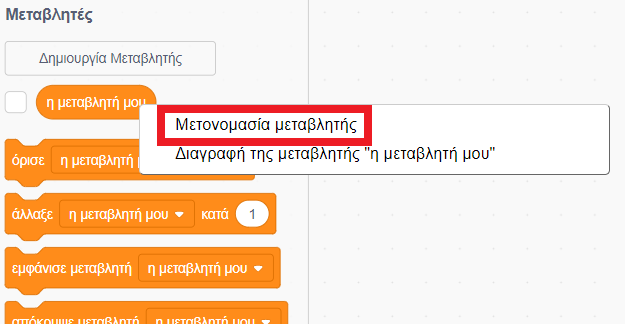 Μεταβλητές
Δημιουργία Μεταβλητής
η μεταβλητή μου
Μετονομασία μεταβλητής
Διαγραφή της μεταβλητής "η μεταβλητή μου"
όρισε η μεταβλητή μ
άλλαξε η μεταβλητή μου κατά 1
εμφάνισε μεταβλητή η μεταβλητή μου
απόκρυψε μεταβλητή η μεταβλητή μου